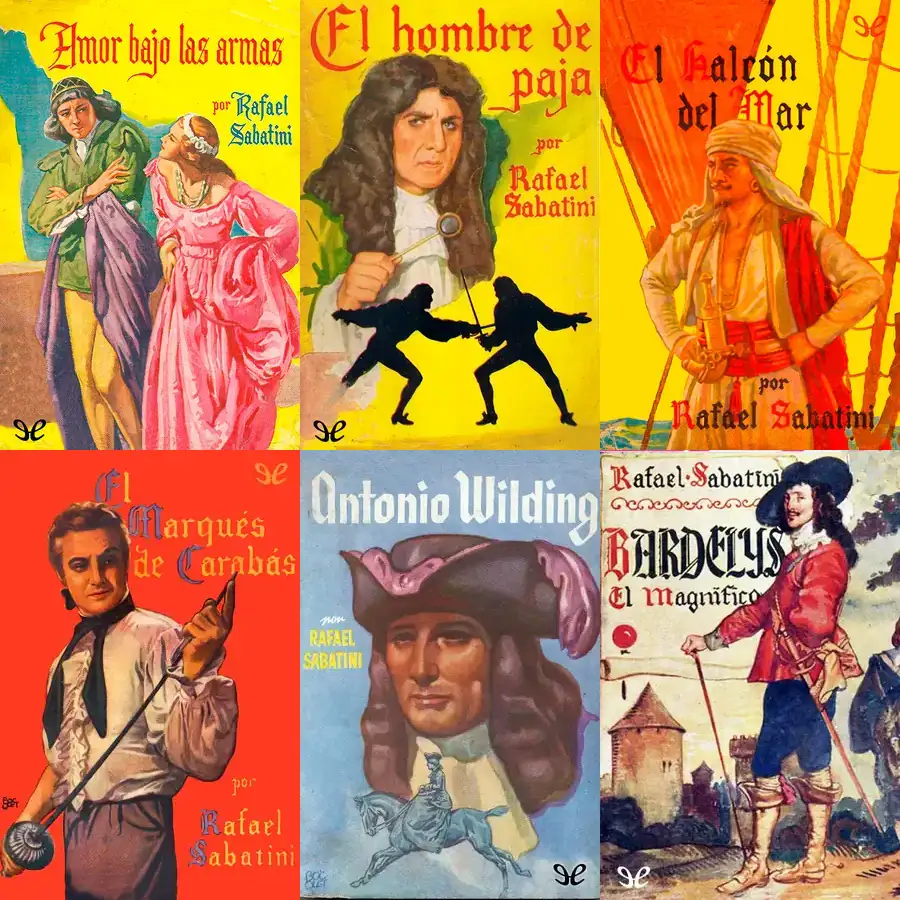 Amor bajo las armas
por Rafael
Sabatini
El hombre de
paja
por
Rafael
Sabatini
El Halcón
del Mar
por
Rafael Sabatini
El
Marqués
de Carabás
por
Rafael
Sabatini
Antonio Wilding
por
RAFAEL
SABATINI
Rafael·Sabatini
BARDELYS
El Magnífico